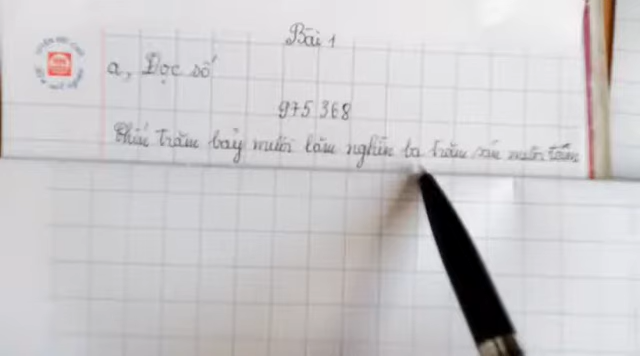 Bài 1
a, Đọc số
975 368
Chín trăm bảy mươi lăm nghìn ba trăm sáu mươi tám